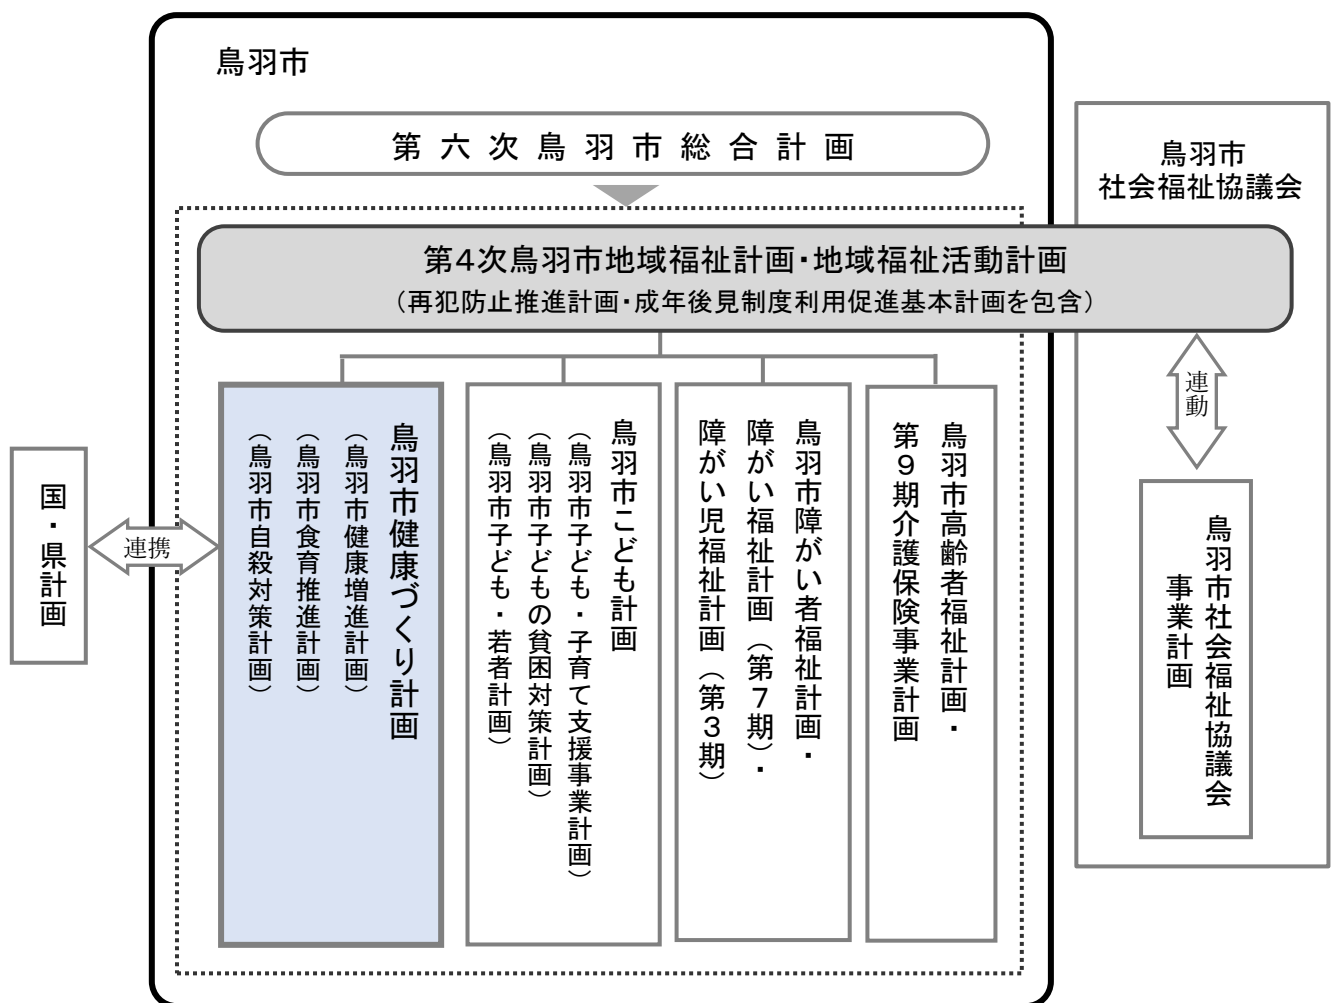 鳥羽市
第六次鳥羽市総合計画
鳥羽市
社会福祉協議会
第4次鳥羽市地域福祉計画・地域福祉活動計画
（再犯防止推進計画・成年後見制度利用促進基本計画を包含）
連動
国・県計画
連携
鳥羽市健康づくり計画
（鳥羽市健康増進計画）
（鳥羽市食育推進計画）
（鳥羽市自殺対策計画）
鳥羽市こども計画
（鳥羽市子ども・子育て支援事業計画）
（鳥羽市子どもの貧困対策計画）
（鳥羽市子ども・若者計画）
鳥羽市障がい者福祉計画・
障がい福祉計画（第7期）・
障がい児福祉計画（第3期）
鳥羽市高齢者福祉計画・
第9期介護保険事業計画
鳥羽市社会福祉協議会
事業計画